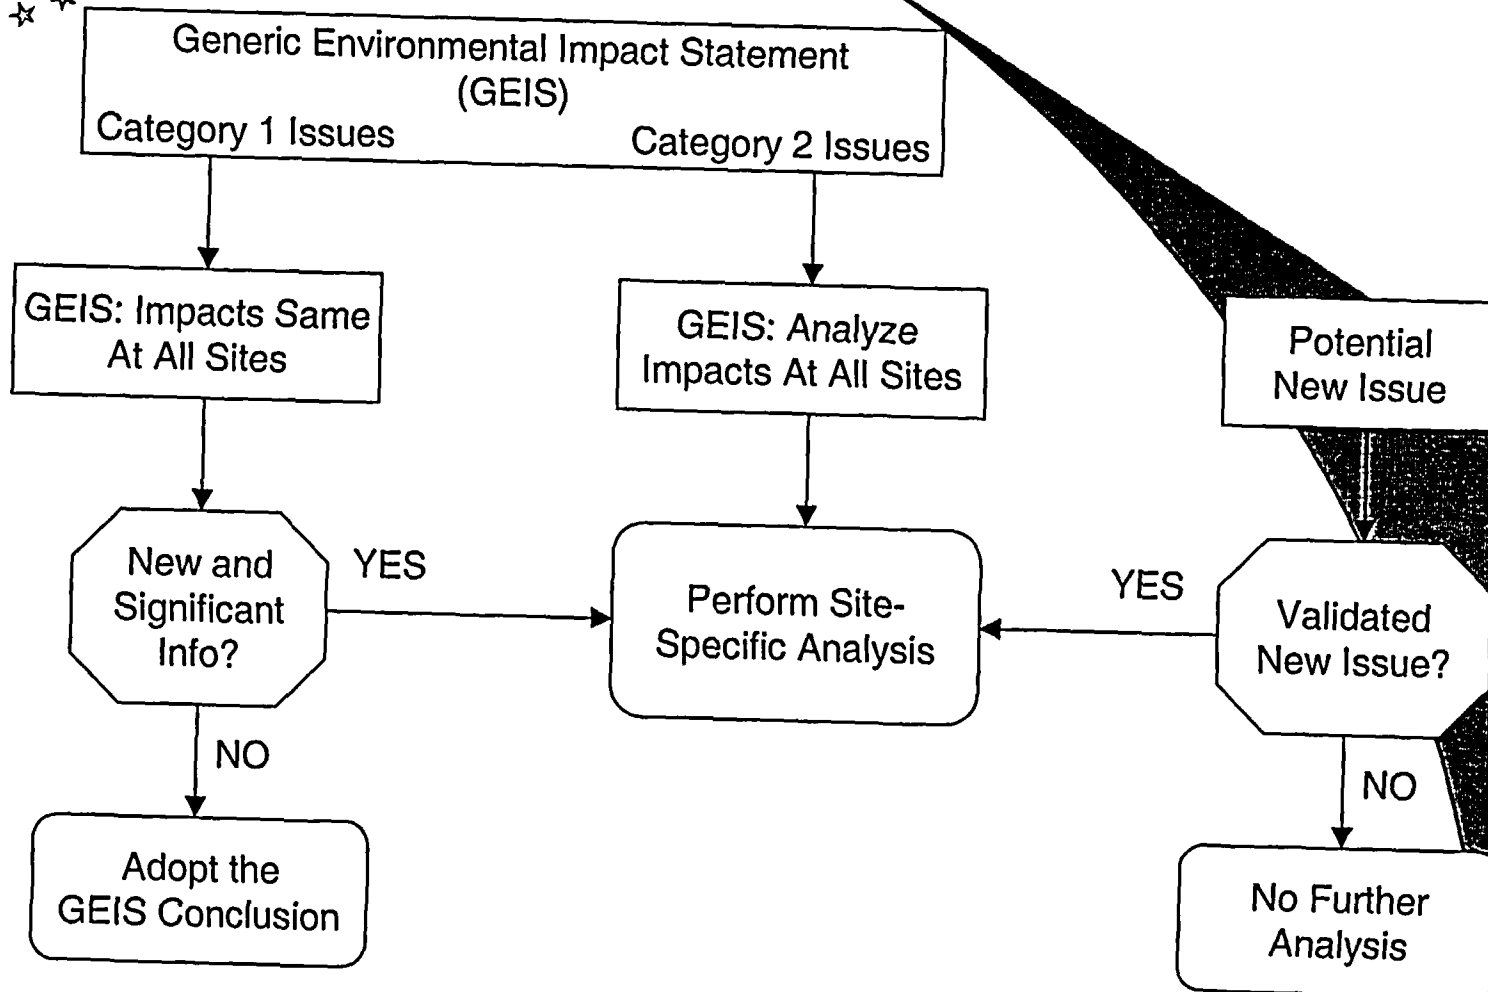 Generic Environmental Impact Statement
(GEIS)
Category 1 Issues
Category 2 Issues
GEIS: Impacts Same
At All Sites
GEIS: Analyze
Impacts At All Sites
Potential
New Issue
New and
Significant
Info?
YES
Perform Site-
Specific Analysis
YES
Validated
New Issue?
NO
NO
Adopt the
GEIS Conclusion
No Further
Analysis